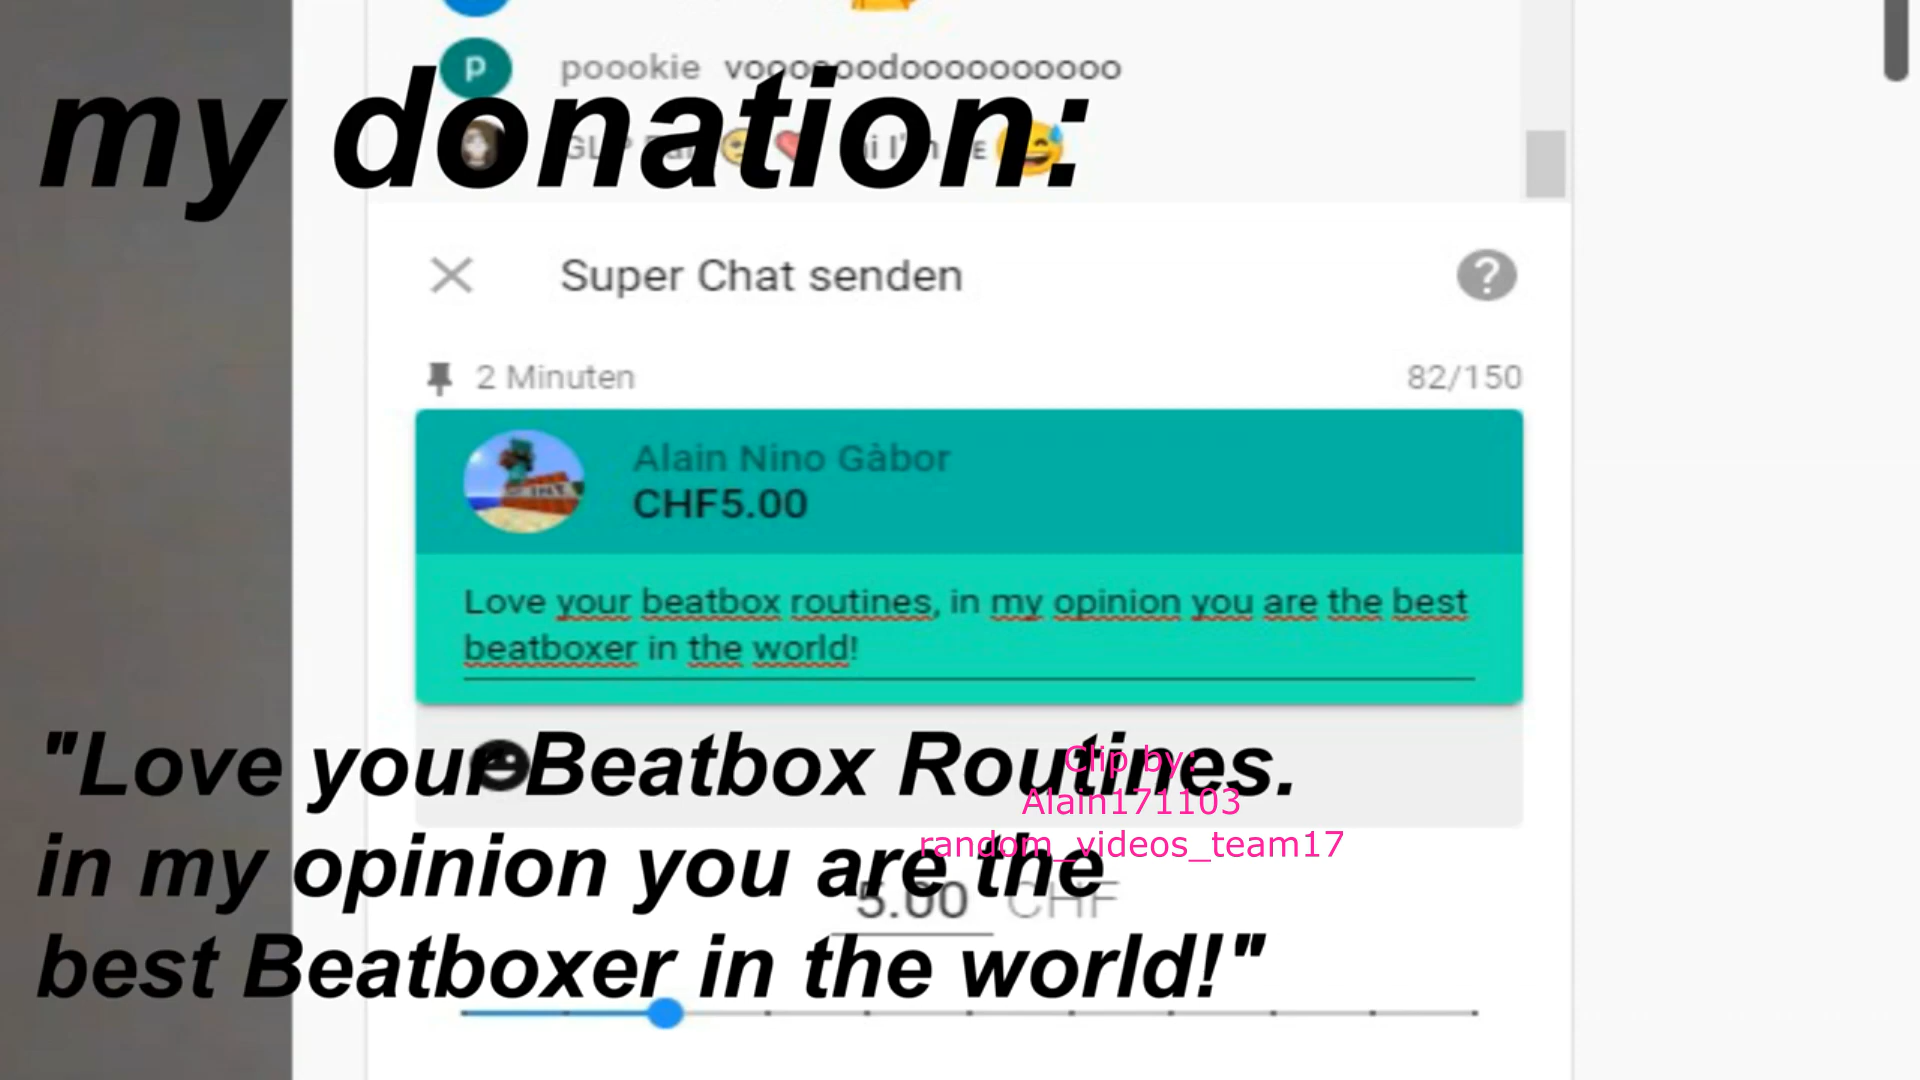 P poookie voooooodoooooooooo
my donation:
Super Chat senden
2 Minuten 82/150
Alain Nino Gàbor
CHF5.00
Love your beatbox routines, in my opinion you are the best
beatboxer in the world!
"Love your Beatbox Routines.
in my opinion you are the
best Beatboxer in the world!"
Clip by:
Alain171103
random_videos_team17
5.00 CHF